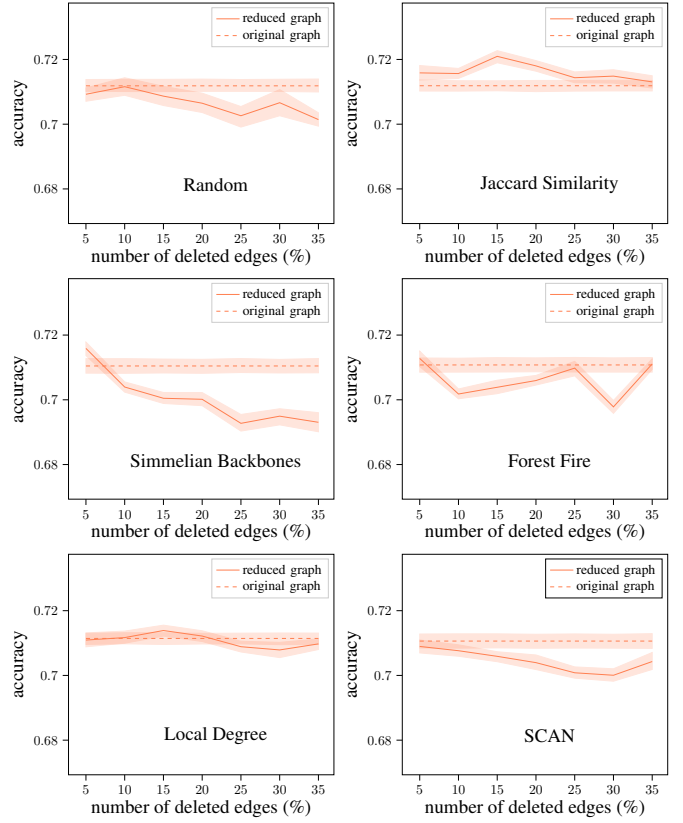 reduced graph
original graph
0.72
0.7
0.68
accuracy
Random
5 10 15 20 25 30 35
number of deleted edges (%)
reduced graph
original graph
0.72
0.7
0.68
accuracy
Jaccard Similarity
5 10 15 20 25 30 35
number of deleted edges (%)
reduced graph
original graph
0.72
0.7
0.68
accuracy
Simmelian Backbones
5 10 15 20 25 30 35
number of deleted edges (%)
reduced graph
original graph
0.72
0.7
0.68
accuracy
Forest Fire
5 10 15 20 25 30 35
number of deleted edges (%)
reduced graph
original graph
0.72
0.7
0.68
accuracy
Local Degree
5 10 15 20 25 30 35
number of deleted edges (%)
reduced graph
original graph
0.72
0.7
0.68
accuracy
SCAN
5 10 15 20 25 30 35
number of deleted edges (%)